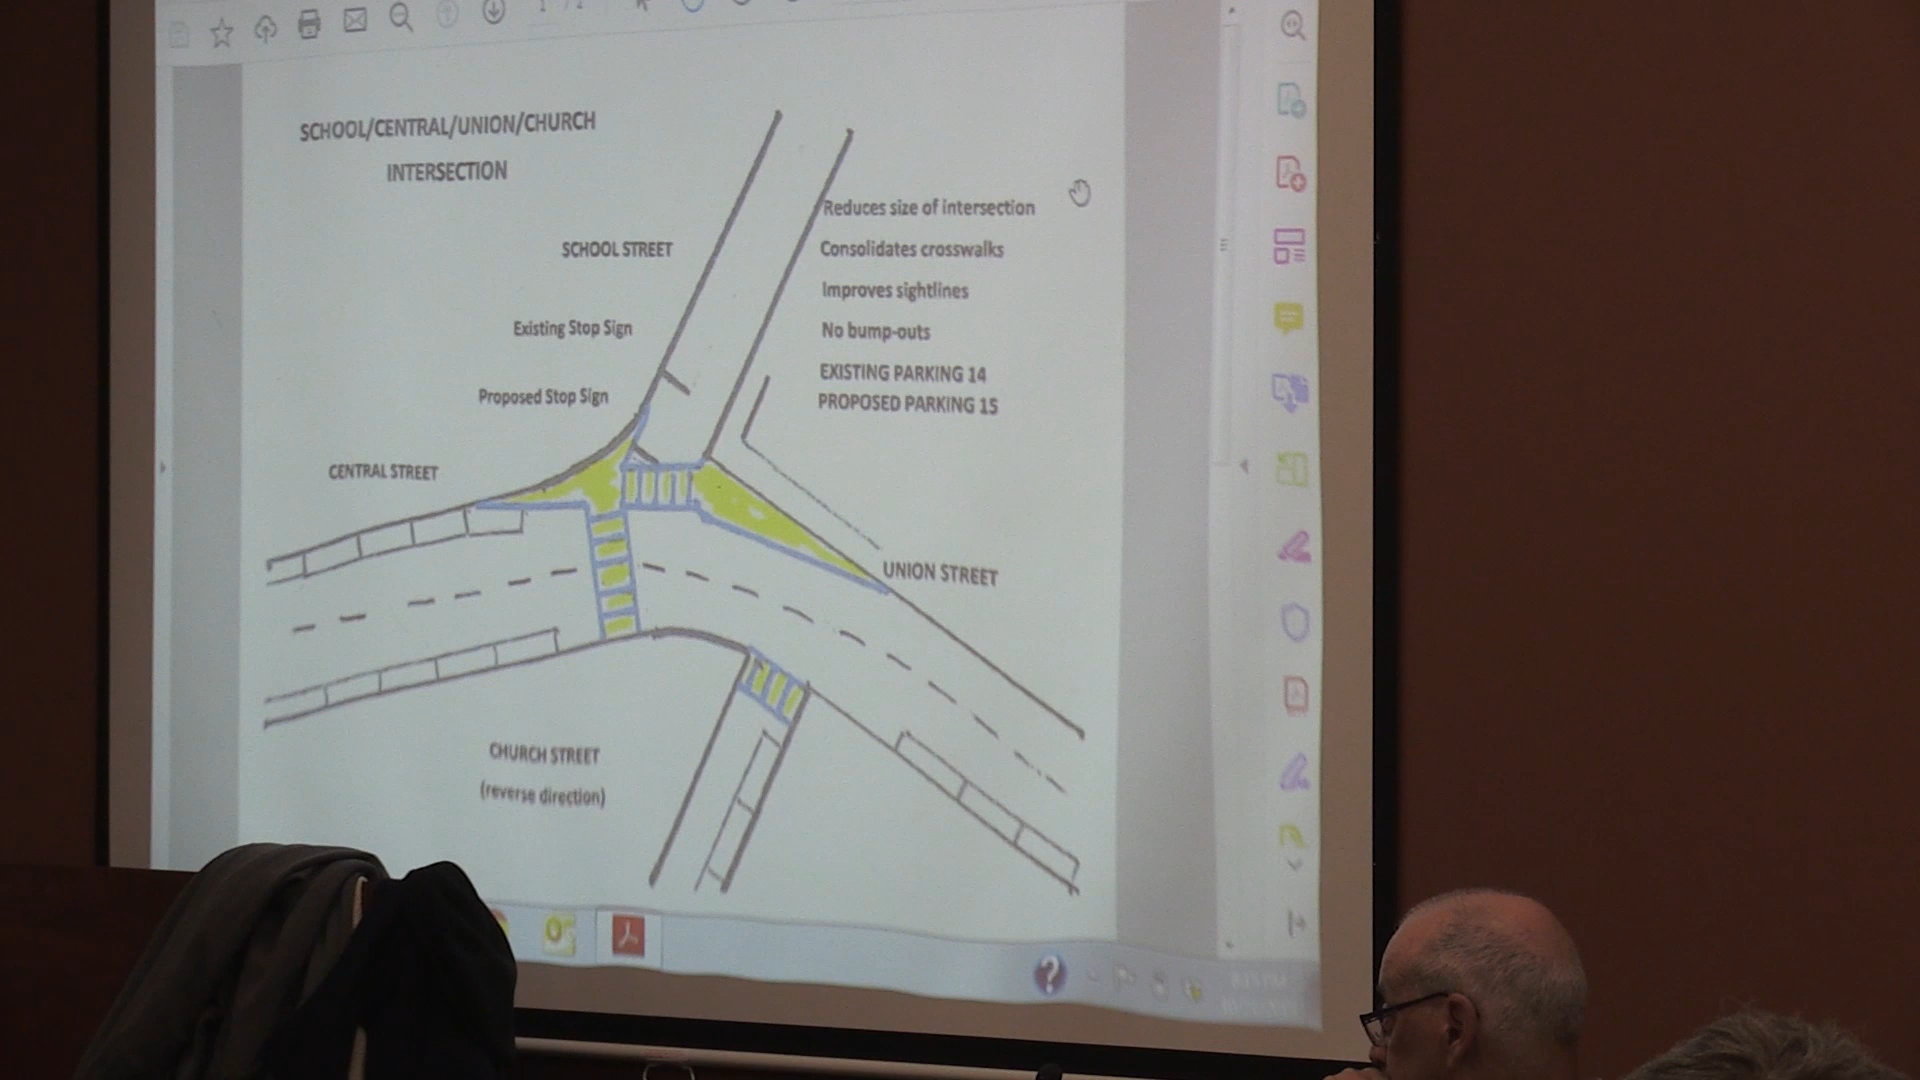 SCHOOL/CENTRAL/UNION/CHURCH
INTERSECTION
SCHOOL STREET
Existing Stop Sign
Proposed Stop Sign
CENTRAL STREET
Reduces size of intersection
Consolidates crosswalks
Improves sightlines
No bump-outs
EXISTING PARKING 14
PROPOSED PARKING 15
UNION STREET
CHURCH STREET
(reverse direction)